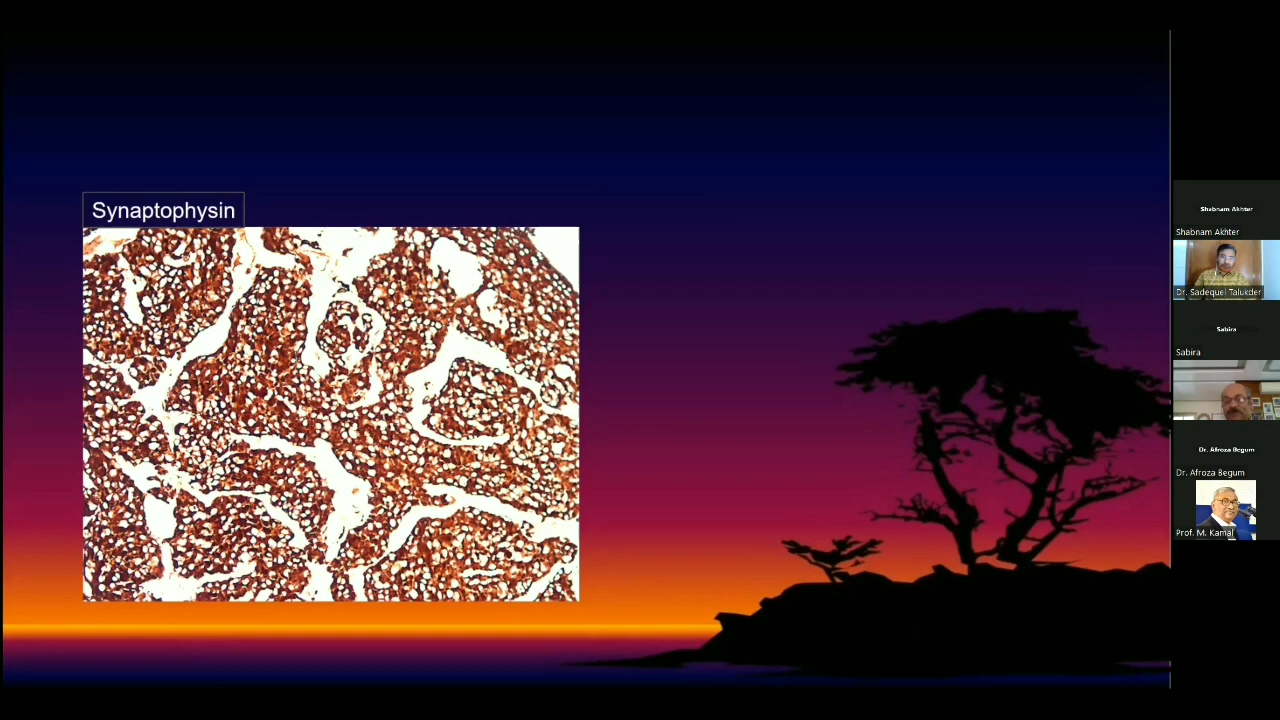 Synaptophysin
Shabnam Akhter
Shabnam Akhter
Dr. Sadequel Talukder
Sabira
Sabira
Dr. Afroza Begum
Dr. Afroza Begum
Prof. M. Kamal